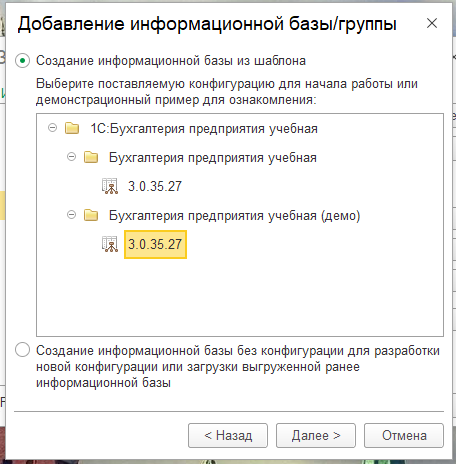 Добавление информационной базы/группы
Создание информационной базы из шаблона
Выберите поставляемую конфигурацию для начала работы или
демонстрационный пример для ознакомления:
1С:Бухгалтерия предприятия учебная
Бухгалтерия предприятия учебная
3.0.35.27
Бухгалтерия предприятия учебная (демо)
3.0.35.27
Создание информационной базы без конфигурации для разработки
новой конфигурации или загрузки выгруженной ранее
информационной базы
< Назад
Далее >
Отмена